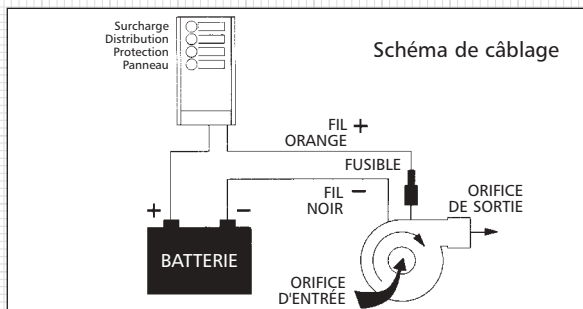 Surcharge
Distribution
Protection
Panneau
Schéma de câblage
FIL +
ORANGE
FUSIBLE
FIL −
NOIR
ORIFICE
DE SORTIE
+ −
BATTERIE
ORIFICE
D'ENTRÉE